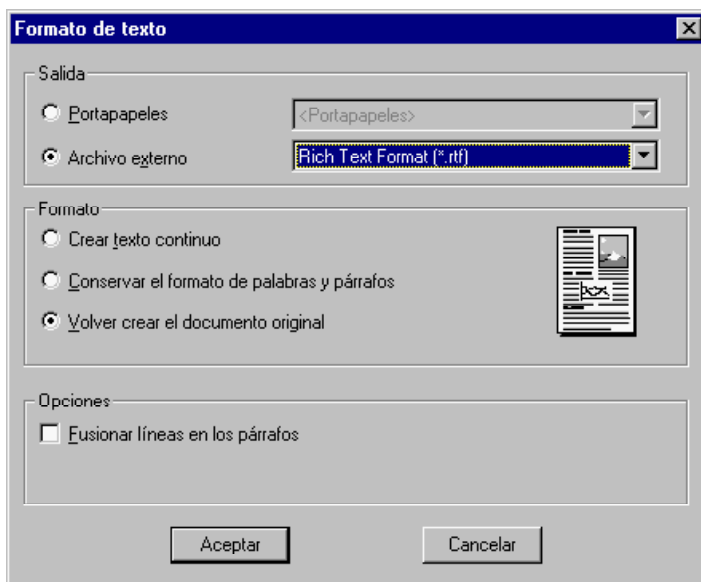 Formato de texto
Salida
Portapapeles
<Portapapeles>
Archivo externo
Rich Text Format (*.rtf)
Formato
Crear texto continuo
Conservar el formato de palabras y párrafos
Volver crear el documento original
Opciones
Fusionar líneas en los párrafos
Aceptar
Cancelar